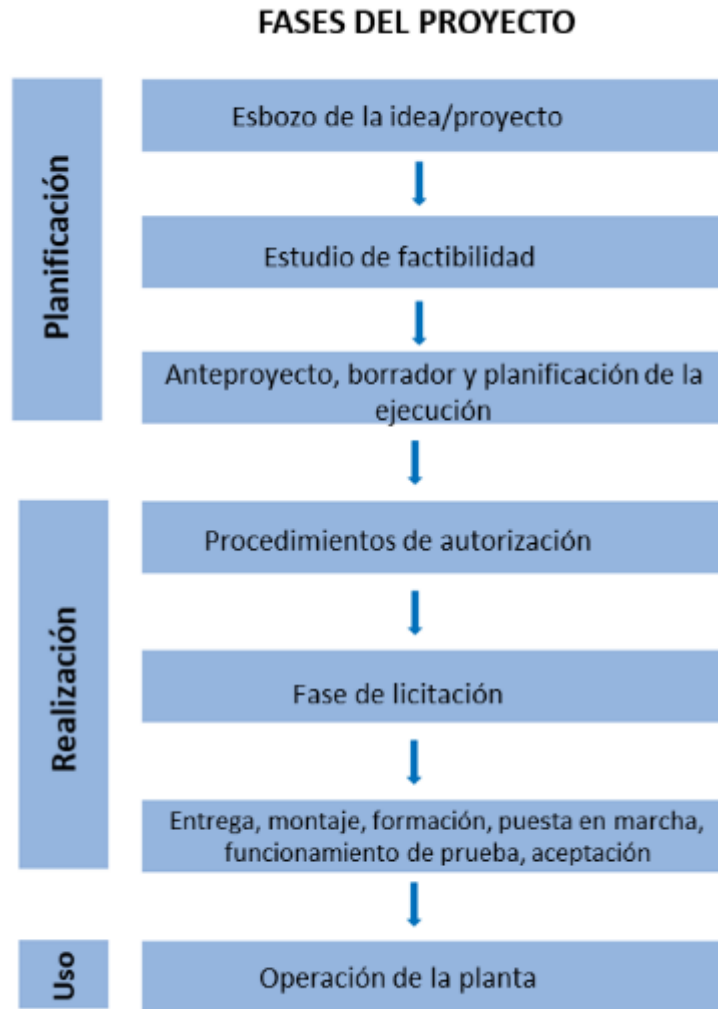 FASES DEL PROYECTO
Planificación
Esbozo de la idea/proyecto
Estudio de factibilidad
Anteproyecto, borrador y planificación de la
ejecución
Realización
Procedimientos de autorización
Fase de licitación
Entrega, montaje, formación, puesta en marcha,
funcionamiento de prueba, aceptación
Uso
Operación de la planta